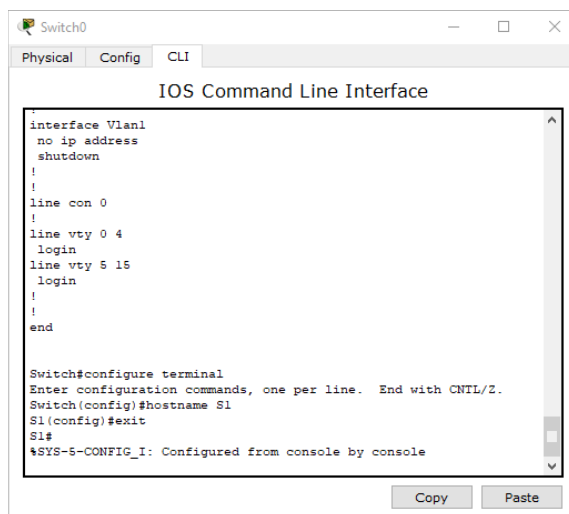 Switch0
Physical Config CLI
IOS Command Line Interface
!
interface Vlan1
 no ip address
 shutdown
!
!
line con 0
!
line vty 0 4
 login
line vty 5 15
 login
!
!
end
Switch#configure terminal
Enter configuration commands, one per line.  End with CNTL/Z.
Switch(config)#hostname S1
S1(config)#exit
S1#
%SYS-5-CONFIG_I: Configured from console by console
Copy Paste